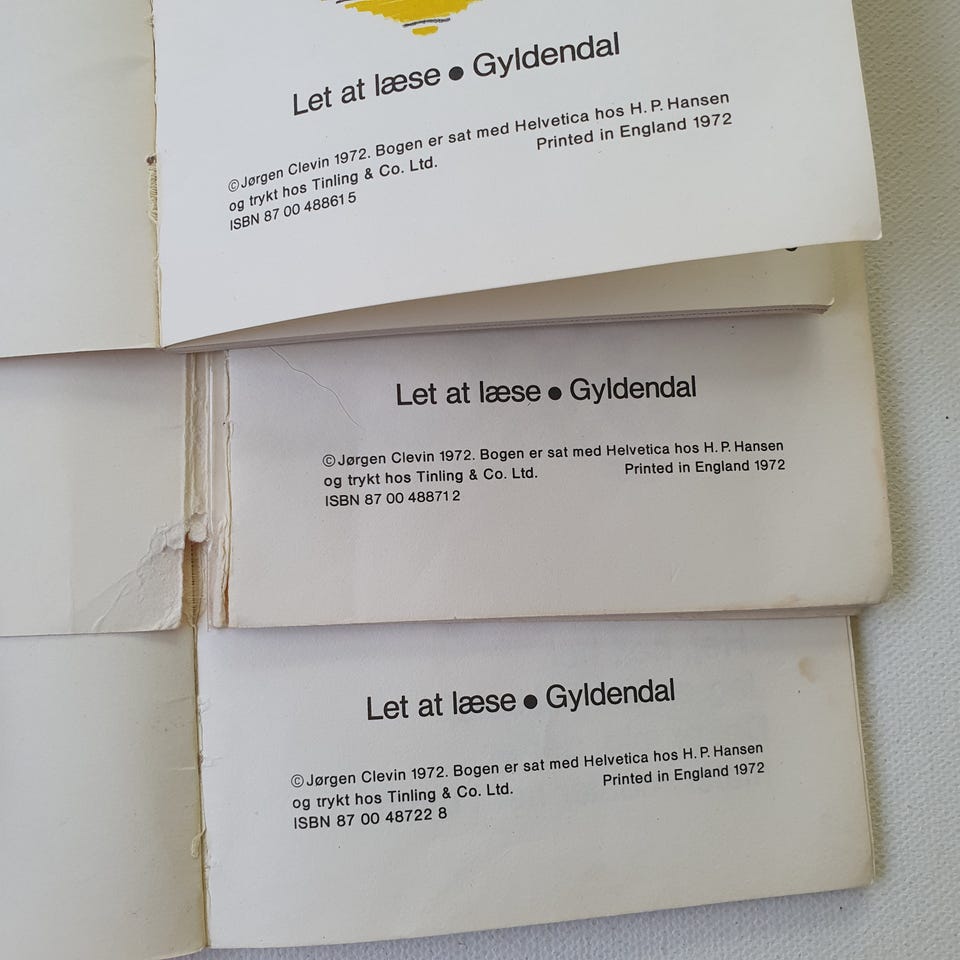 Let at læse ● Gyldendal
©Jørgen Clevin 1972. Bogen er sat med Helvetica hos H. P. Hansen
og trykt hos Tinling & Co. Ltd. Printed in England 1972
ISBN 87 00 48861 5
Let at læse ● Gyldendal
©Jørgen Clevin 1972. Bogen er sat med Helvetica hos H. P. Hansen
og trykt hos Tinling & Co. Ltd. Printed in England 1972
ISBN 87 00 48871 2
Let at læse ● Gyldendal
©Jørgen Clevin 1972. Bogen er sat med Helvetica hos H. P. Hansen
og trykt hos Tinling & Co. Ltd. Printed in England 1972
ISBN 87 00 48722 8